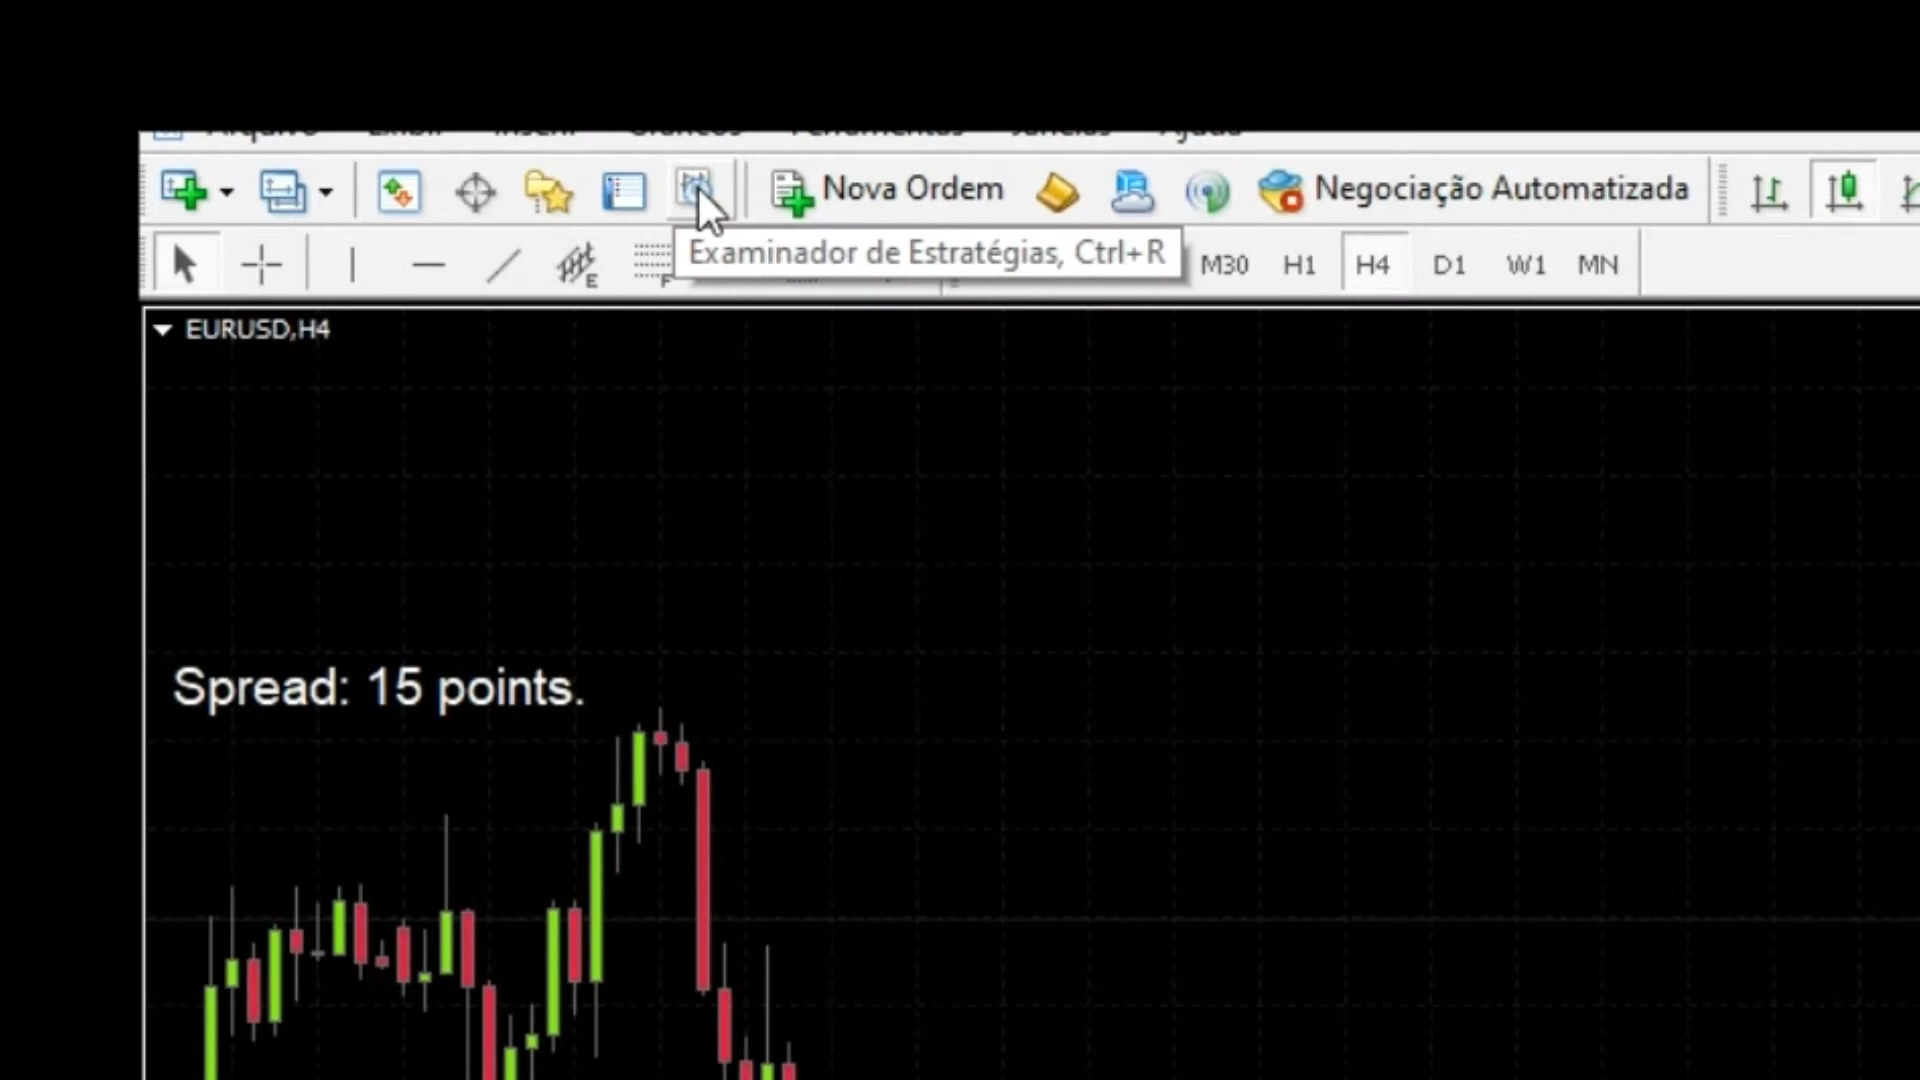 Nova Ordem
Negociação Automatizada
Examinador de Estratégias, Ctrl+R
E
F
M30 H1 H4 D1 W1 MN
EURUSD,H4
Spread: 15 points.